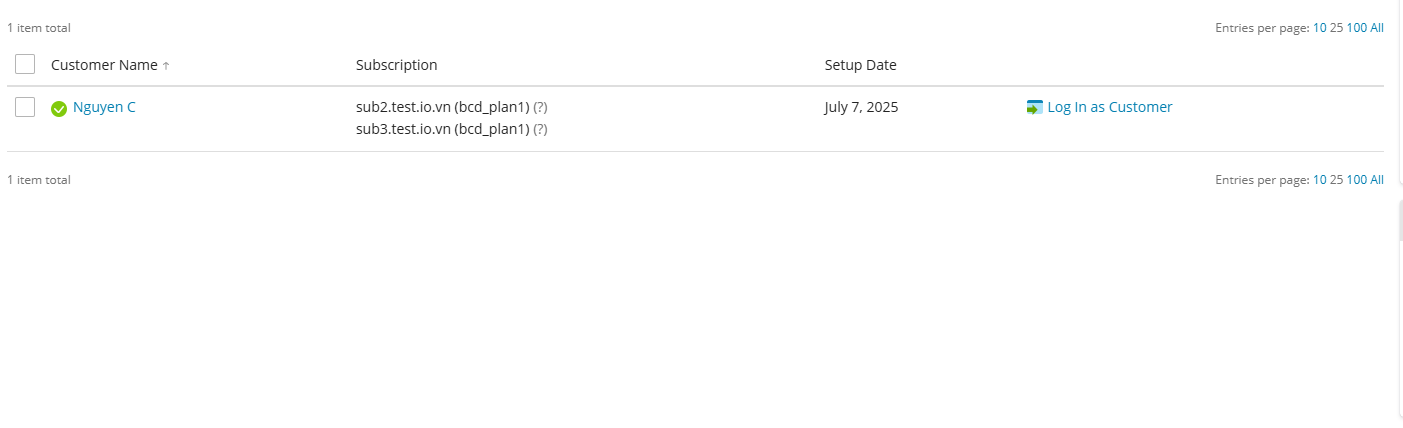 1 item total Entries per page: 10 25 100 All
Customer Name ↑ Subscription Setup Date
Nguyen C sub2.test.io.vn (bcd_plan1) (?) July 7, 2025 Log In as Customer
sub3.test.io.vn (bcd_plan1) (?)
1 item total Entries per page: 10 25 100 All